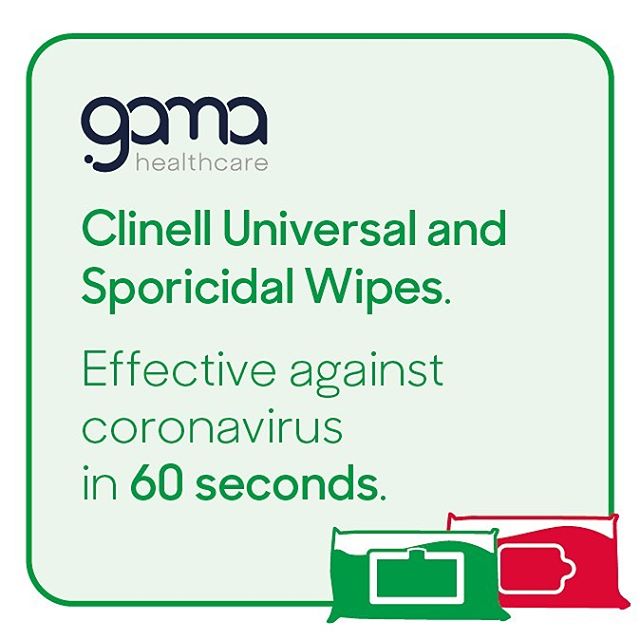 gama
healthcare
Clinell Universal and
Sporicidal Wipes.
Effective against
coronavirus
in 60 seconds.